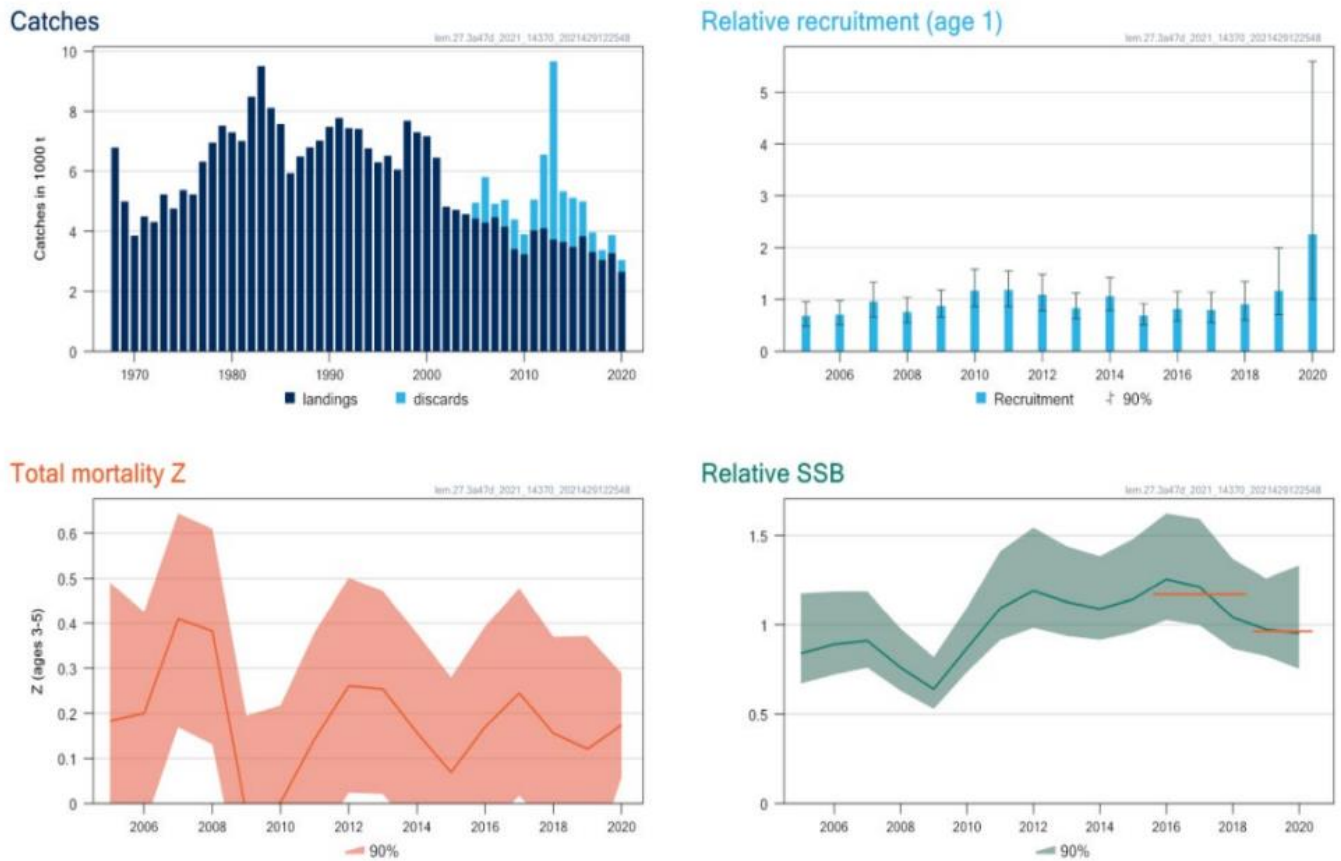 Catches
lem.27.3a47d_2021_14370_2021429122548
Catches in 1000 t
10
8
6
4
2
0
1970 1980 1990 2000 2010 2020
landings discards
Relative recruitment (age 1)
lem.27.3a47d_2021_14370_2021429122548
5
4
3
2
1
0
2006 2008 2010 2012 2014 2016 2018 2020
Recruitment 90%
Total mortality Z
lem.27.3a47d_2021_14370_2021429122548
Z (ages 3-5)
0.6
0.5
0.4
0.3
0.2
0.1
0
2006 2008 2010 2012 2014 2016 2018 2020
90%
Relative SSB
lem.27.3a47d_2021_14370_2021429122548
1.5
1
0.5
0
2006 2008 2010 2012 2014 2016 2018 2020
90%